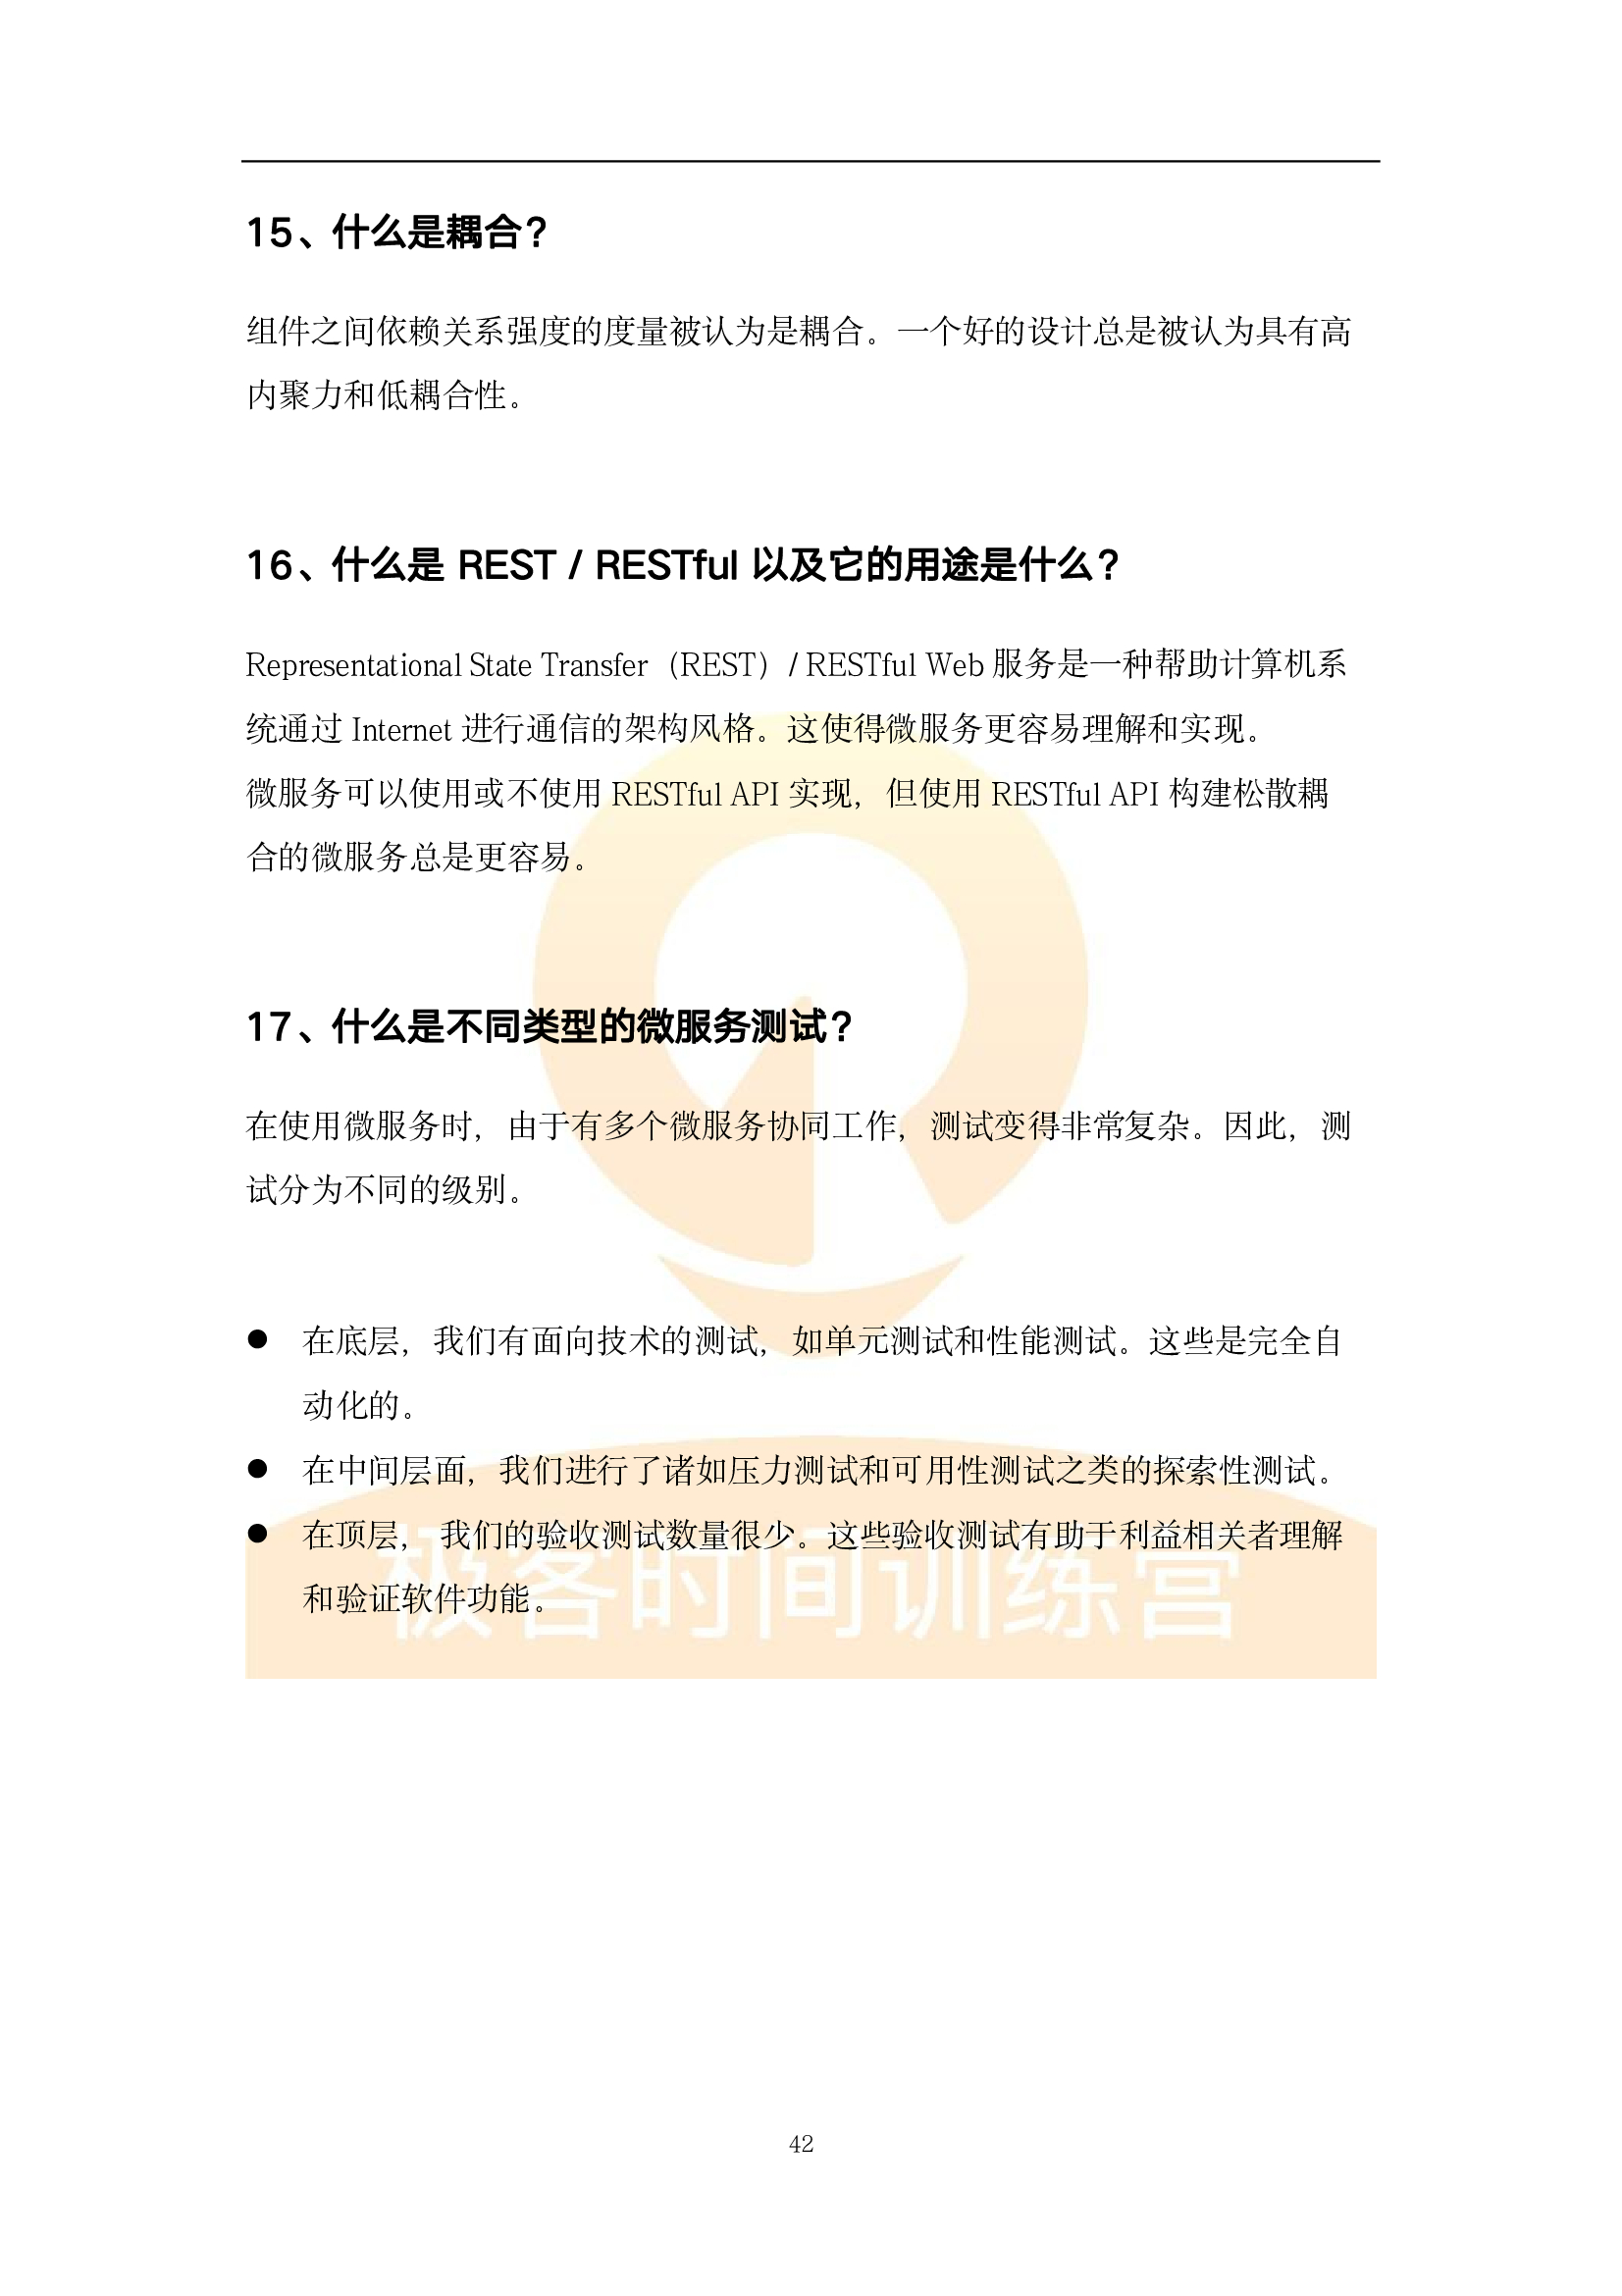 15、什么是耦合？
组件之间依赖关系强度的度量被认为是耦合。一个好的设计总是被认为具有高
内聚力和低耦合性。
16、什么是 REST / RESTful 以及它的用途是什么？
Representational State Transfer（REST）/ RESTful Web 服务是一种帮助计算机系
统通过 Internet 进行通信的架构风格。这使得微服务更容易理解和实现。
微服务可以使用或不使用 RESTful API 实现，但使用 RESTful API 构建松散耦
合的微服务总是更容易。
17、什么是不同类型的微服务测试？
在使用微服务时，由于有多个微服务协同工作，测试变得非常复杂。因此，测
试分为不同的级别。
● 在底层，我们有面向技术的测试，如单元测试和性能测试。这些是完全自
动化的。
● 在中间层面，我们进行了诸如压力测试和可用性测试之类的探索性测试。
● 在顶层， 我们的验收测试数量很少。这些验收测试有助于利益相关者理解
和验证软件功能。
极客时间训练营
42